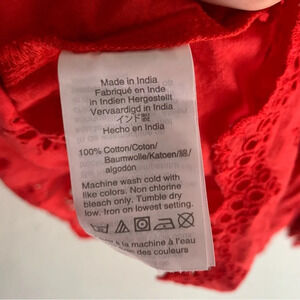 Made in India
Fabriqué en Inde
in Indien Hergestellt
Vervaardigd in India
インド製
Hecho en India
100% Cotton/Coton/
Baumwolle/Katoen/綿/
algodón
Machine wash cold with
like colors. Non chlorine
bleach only. Tumble dry
low. Iron on lowest setting.
à la machine à l'eau
des couleurs